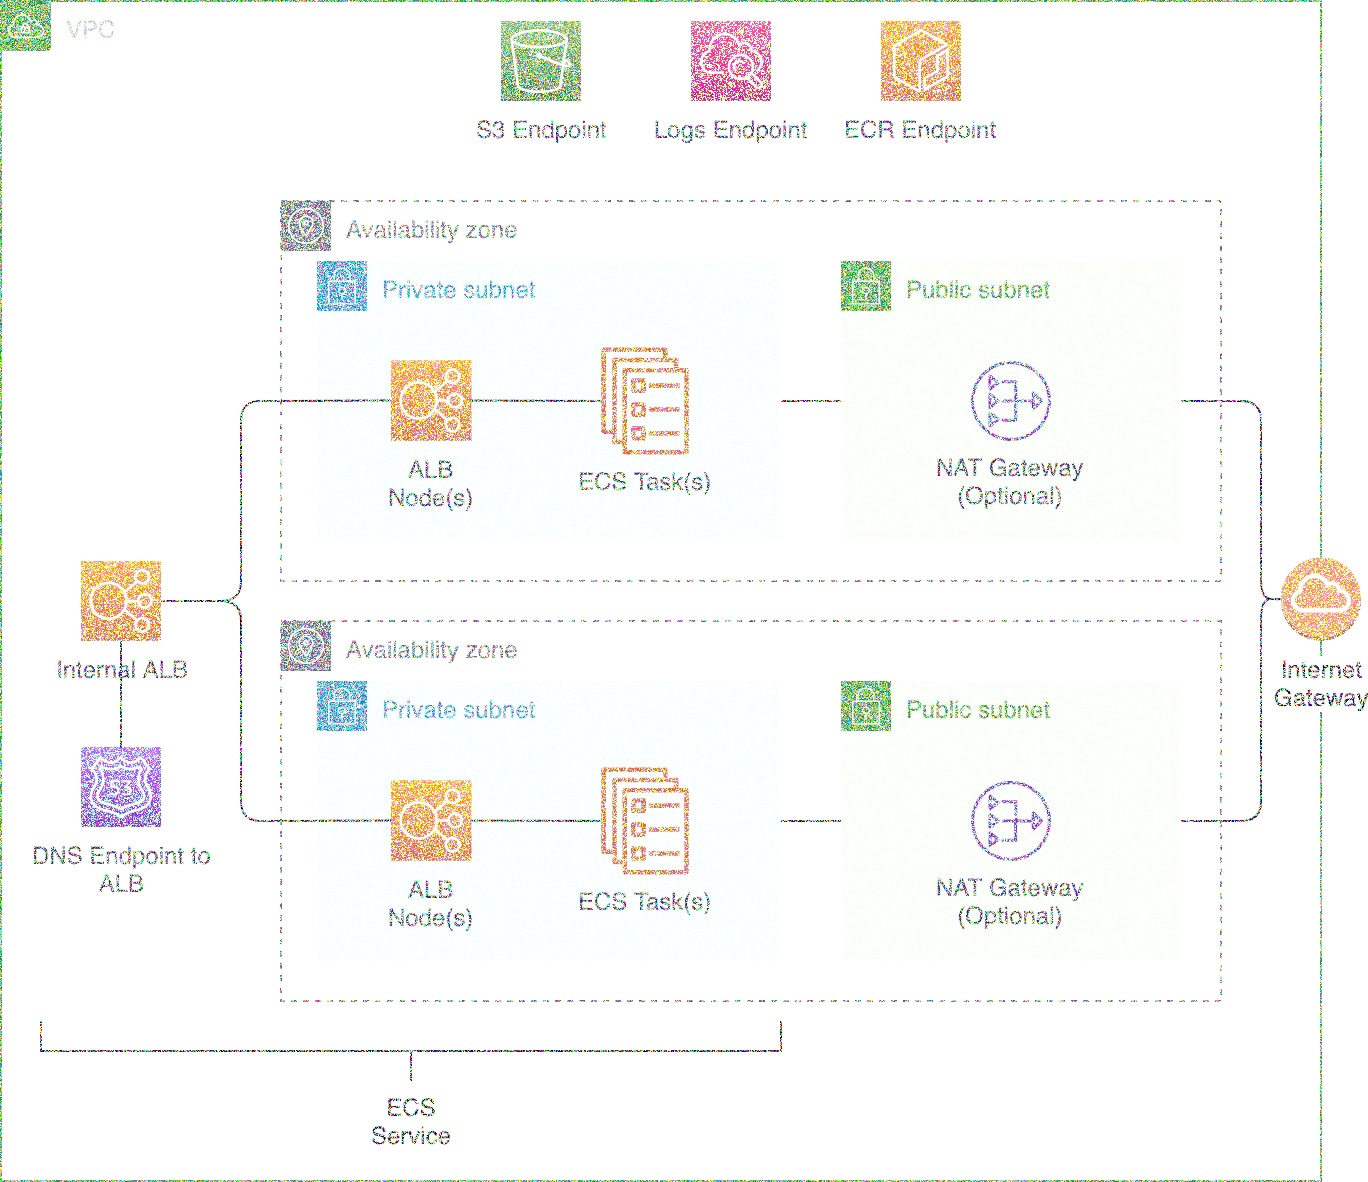 VPC
S3 Endpoint
Logs Endpoint
ECR Endpoint
Availability zone
Private subnet
Public subnet
ALB
Node(s)
ECS Task(s)
NAT Gateway
(Optional)
Internal ALB
Internet
Gateway
Availability zone
Private subnet
Public subnet
ALB
Node(s)
ECS Task(s)
NAT Gateway
(Optional)
DNS Endpoint to
ALB
ECS
Service